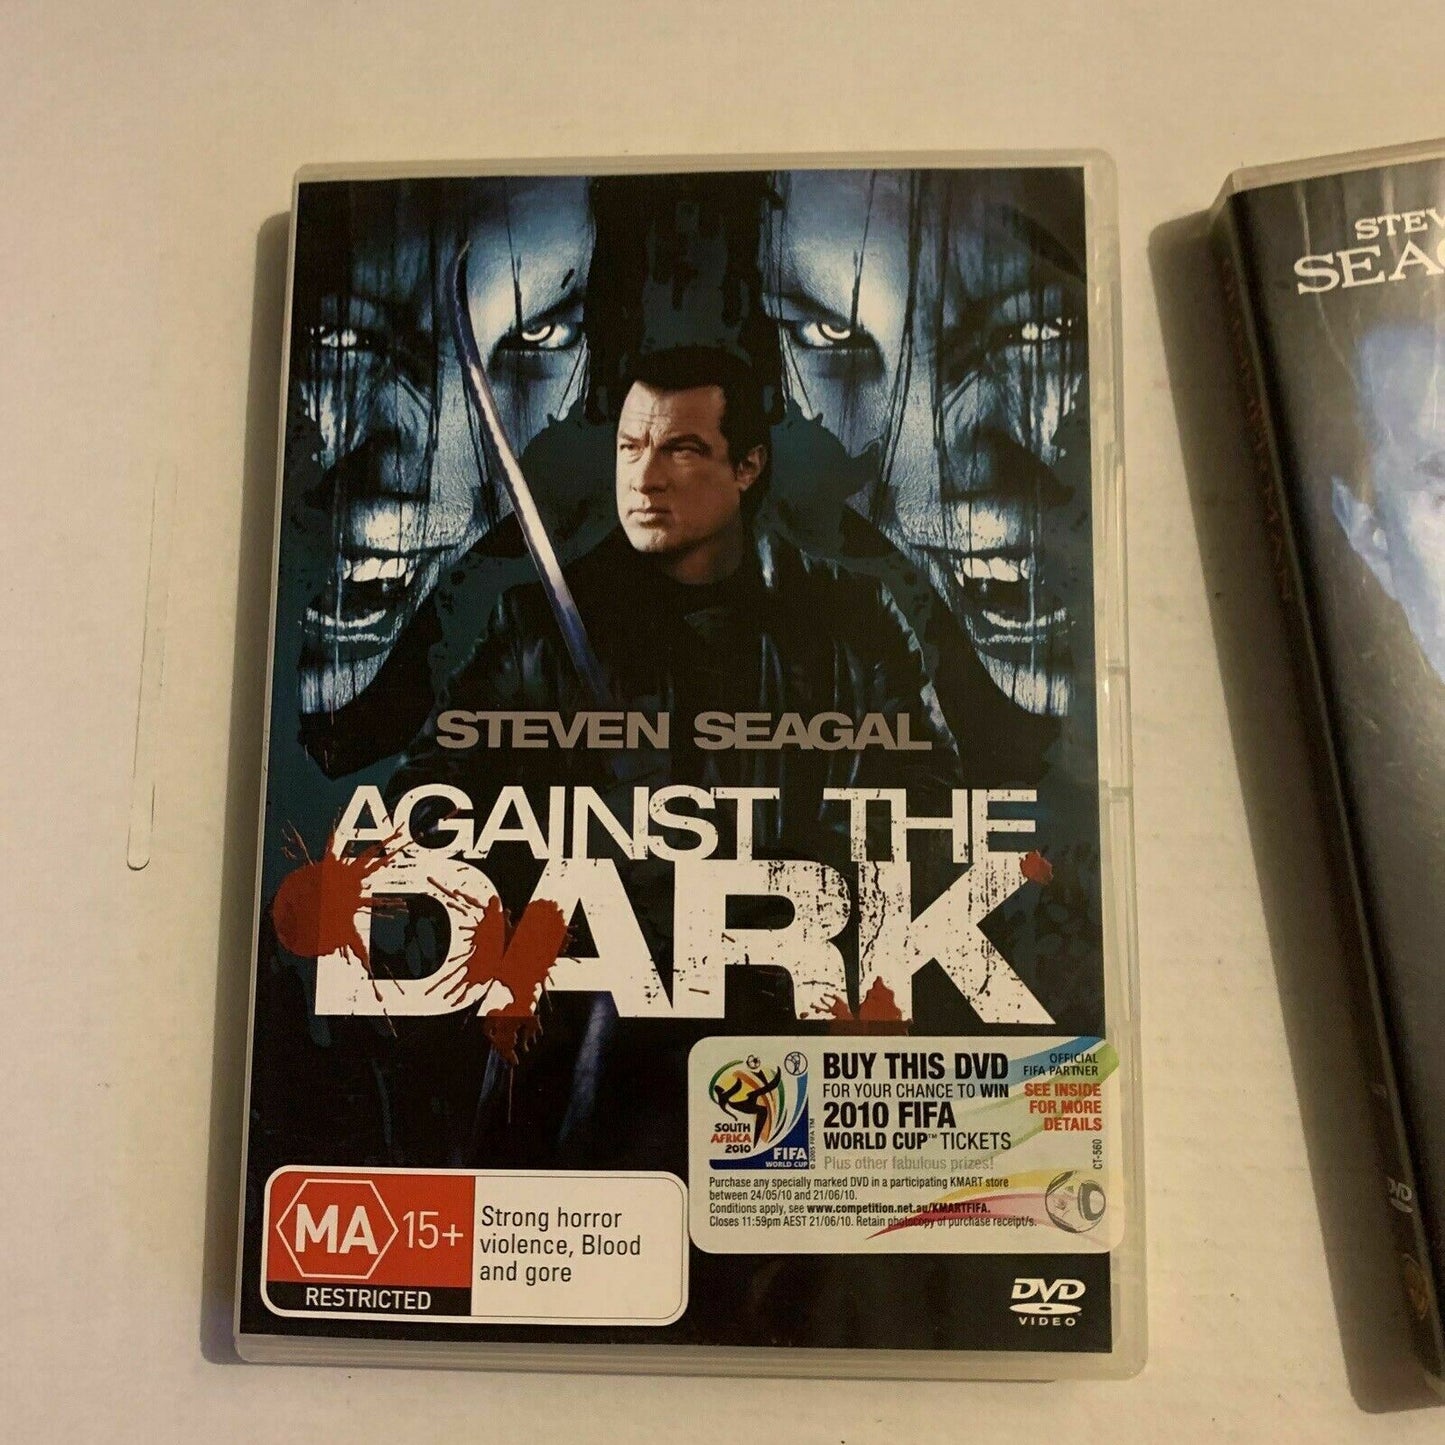 STEVEN SEAGAL
AGAINST THE
DARK
SOUTH
AFRICA
2010
FIFA
WORLD CUP
BUY THIS DVD
FOR YOUR CHANCE TO WIN
2010 FIFA
WORLD CUP™ TICKETS
Plus other fabulous prizes!
OFFICIAL
FIFA PARTNER
SEE INSIDE
FOR MORE
DETAILS
CT-560
Purchase any specially marked DVD in a participating KMART store
between 24/05/10 and 21/06/10.
Conditions apply, see www.competition.net.au/KMARTFIFA.
Closes 11:59pm AEST 21/06/10. Retain photocopy of purchase receipt/s.
MA 15+
RESTRICTED
Strong horror
violence, Blood
and gore
DVD
VIDEO
STEV
SEAG
DVD